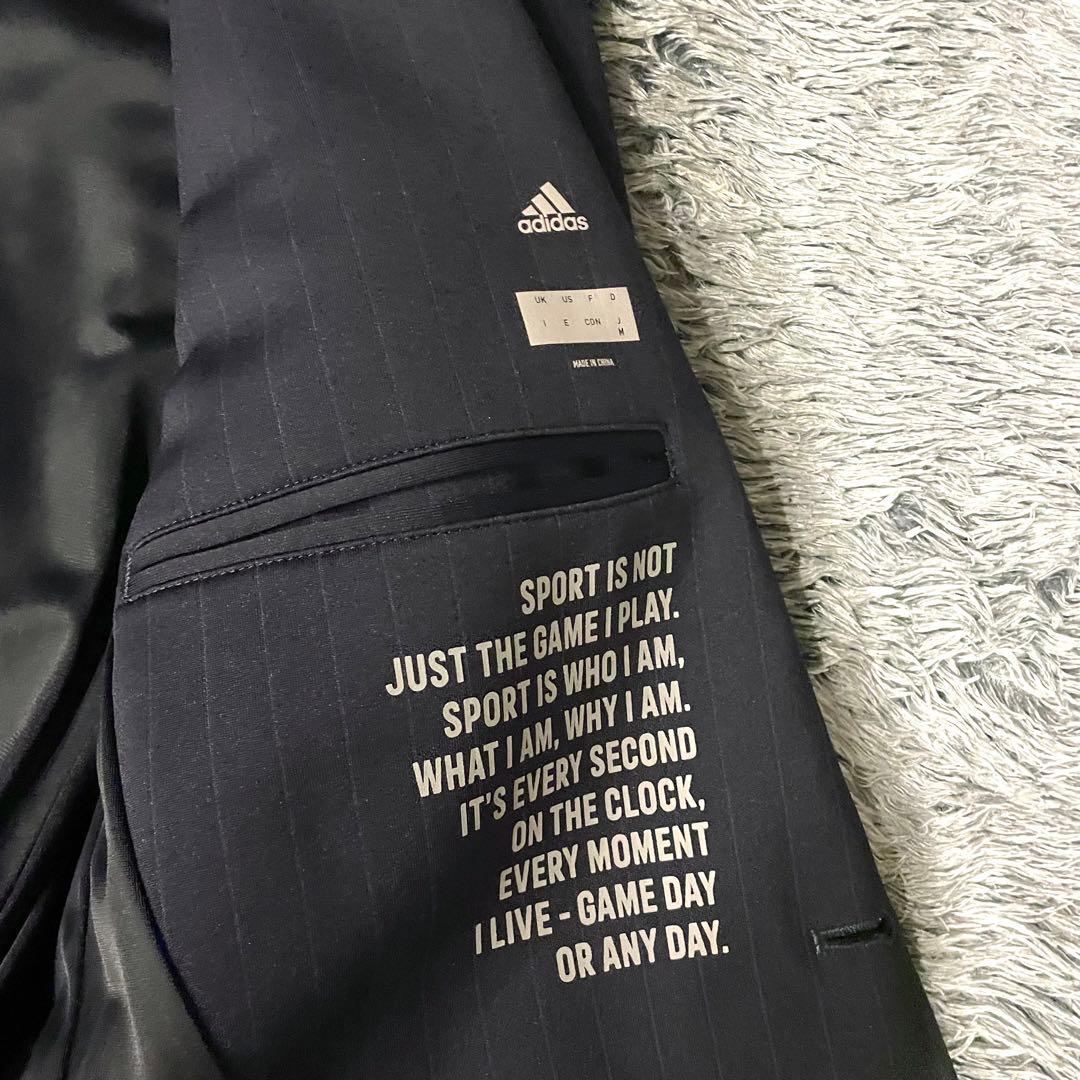 adidas
UK US F D
I E CDN J
M
MADE IN CHINA
SPORT IS NOT
JUST THE GAME I PLAY.
SPORT IS WHO I AM,
WHAT I AM, WHY I AM.
IT'S EVERY SECOND
ON THE CLOCK,
EVERY MOMENT
I LIVE - GAME DAY
OR ANY DAY.